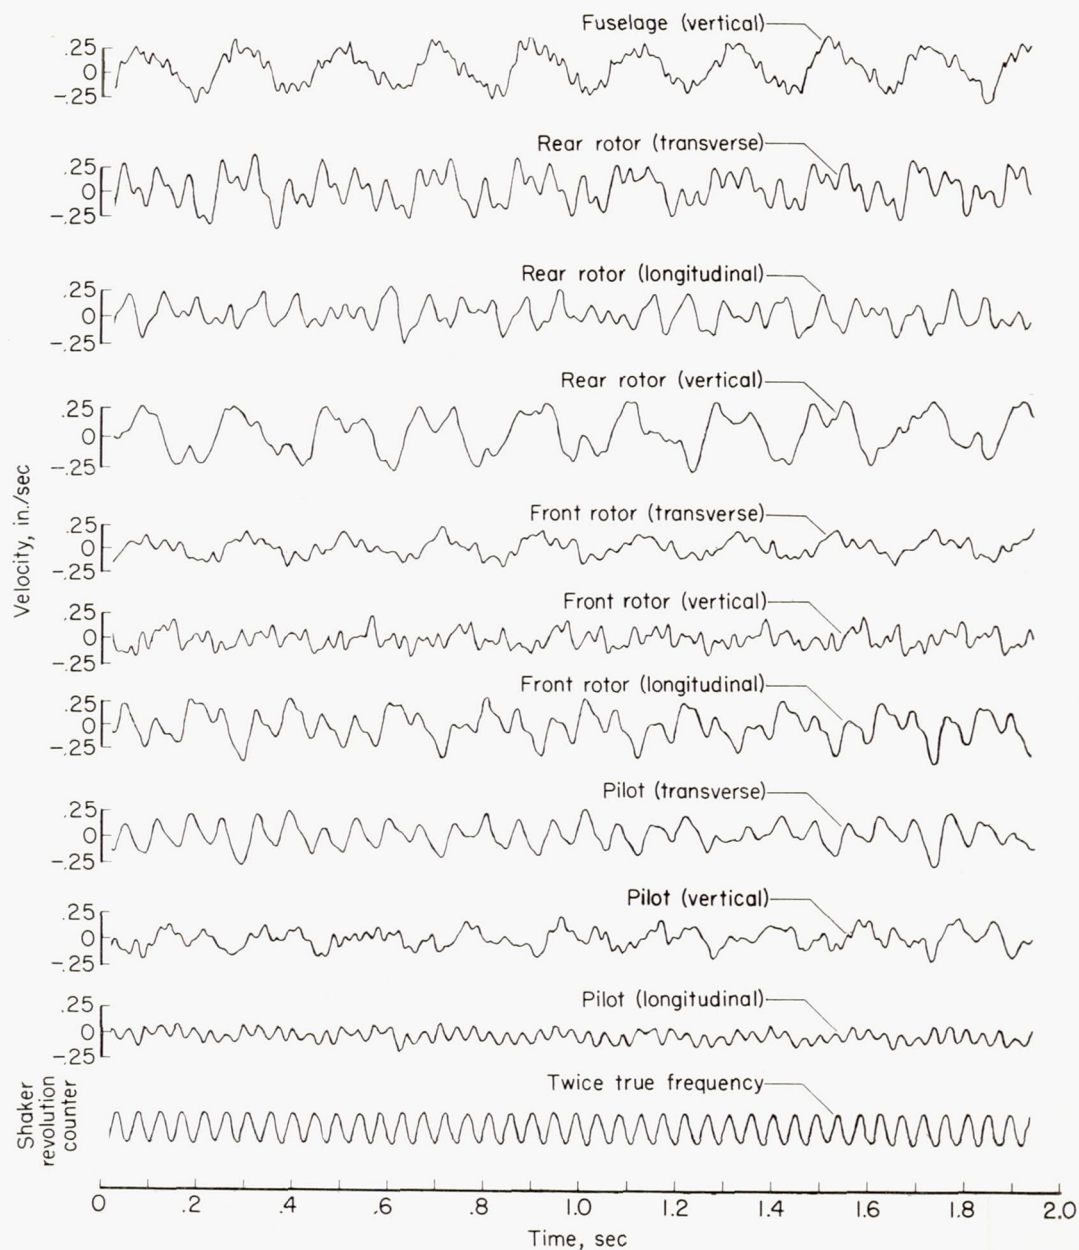 Fuselage (vertical)
.25
0
-.25
Rear rotor (transverse)
.25
0
-.25
Rear rotor (longitudinal)
.25
0
-.25
Rear rotor (vertical)
.25
0
-.25
Velocity, in./sec
Front rotor (transverse)
.25
0
-.25
Front rotor (vertical)
.25
0
-.25
Front rotor (longitudinal)
.25
0
-.25
Pilot (transverse)
.25
0
-.25
Pilot (vertical)
.25
0
-.25
Pilot (longitudinal)
.25
0
-.25
Shaker
revolution
counter
Twice true frequency
0 .2 .4 .6 .8 1.0 1.2 1.4 1.6 1.8 2.0
Time, sec